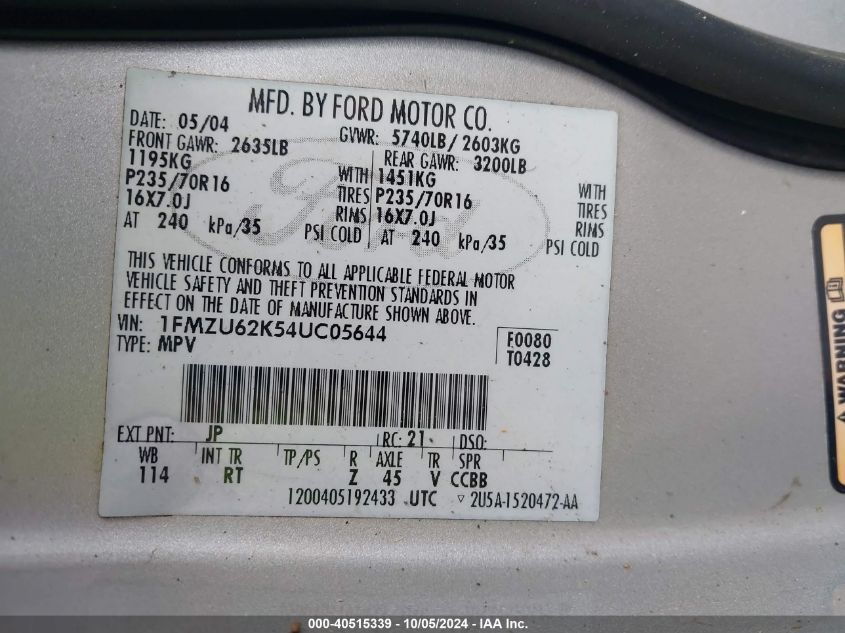 MFD. BY FORD MOTOR CO.
DATE: 05/04 GVWR: 5740LB/ 2603KG
FRONT GAWR: 2635LB REAR GAWR: 3200LB
1195KG WITH 1451KG WITH
P235/70R16 TIRES P235/70R16 TIRES
16X7.0J RIMS 16X7.0J RIMS
AT 240 kPa/35 PSI COLD AT 240 kPa/35 PSI COLD
Ford
THIS VEHICLE CONFORMS TO ALL APPLICABLE FEDERAL MOTOR
VEHICLE SAFETY AND THEFT PREVENTION STANDARDS IN
EFFECT ON THE DATE OF MANUFACTURE SHOWN ABOVE.
VIN: 1FMZU62K54UC05644
TYPE: MPV
F0080
T0428
EXT PNT: JP RC: 21 DSO:
WB INT TR TP/PS R AXLE TR SPR
114 RT Z 45 V CCBB
1200405192433 UTC ▽ 2U5A-1520472-AA
WARNING
000-40515339 - 10/05/2024 - IAA Inc.